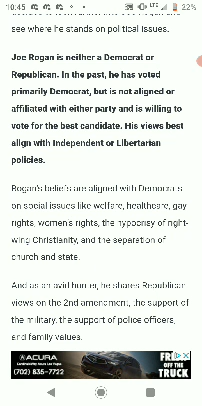 10:45
LTE
22%
see where he stands on political issues.
Joe Rogan is neither a Democrat or
Republican. In the past, he has voted
primarily Democrat, but is not aligned or
affiliated with either party and is willing to
vote for the best candidate. His views best
align with Independent or Libertarian
policies.
Rogan's beliefs are aligned with Democrats
on social issues like welfare, healthcare, gay
rights, women's rights, the hypocrisy of right-
wing Christianity, and the separation of
church and state.
And as an avid hunter, he shares Republican
views on the 2nd amendment, the support of
the military, the support of police officers,
and family values.
ACURA
(702) 835-7722
OFF
THE
TRUCK